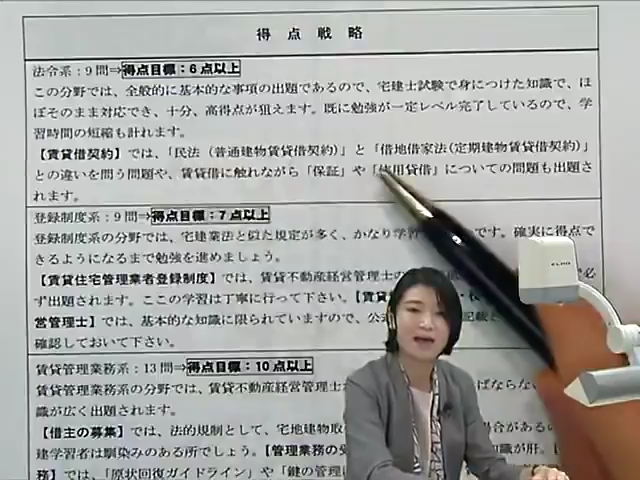 得点戦略
法令系：9問⇒得点目標：6点以上
この分野では、全般的に基本的な事項の出題であるので、宅建士試験で身につけた知識で、ほ
ぼそのまま対応でき、十分、高得点が狙えます。既に勉強が一定レベル完了しているので、学
習時間の短縮も計れます。
【賃貸借契約】では、「民法（普通建物賃貸借契約）」と「借地借家法（定期建物賃貸借契約）」
との違いを問う問題や、賃貸借に触れながら「保証」や「使用貸借」についての問題も出題さ
れます。
登録制度系：9問⇒得点目標：7点以上
登録制度系の分野では、宅建業法と似た規定が多く、かなり学習 です。確実に得点で
きるようになるまで勉強を進めましょう。
【賃貸住宅管理業者登録制度】では、賃貸不動産経営管理士の 必
ず出題されます。ここの学習は丁寧に行って下さい。【賃貸
営管理士】では、基本的な知識に限られていますので、公 記載
確認しておいて下さい。
賃貸管理業務系：13問⇒得点目標：10点以上
賃貸管理業務系の分野では、賃貸不動産経営管理士 ばならない
識が広く出題されます。
【借主の募集】では、法的規制として、宅地建物取 場合がある
建学習者は馴染みのある所でしょう。【管理業務の 知識が肝。
務】では、「原状回復ガイドライン」や「鍵の管理
ELMO